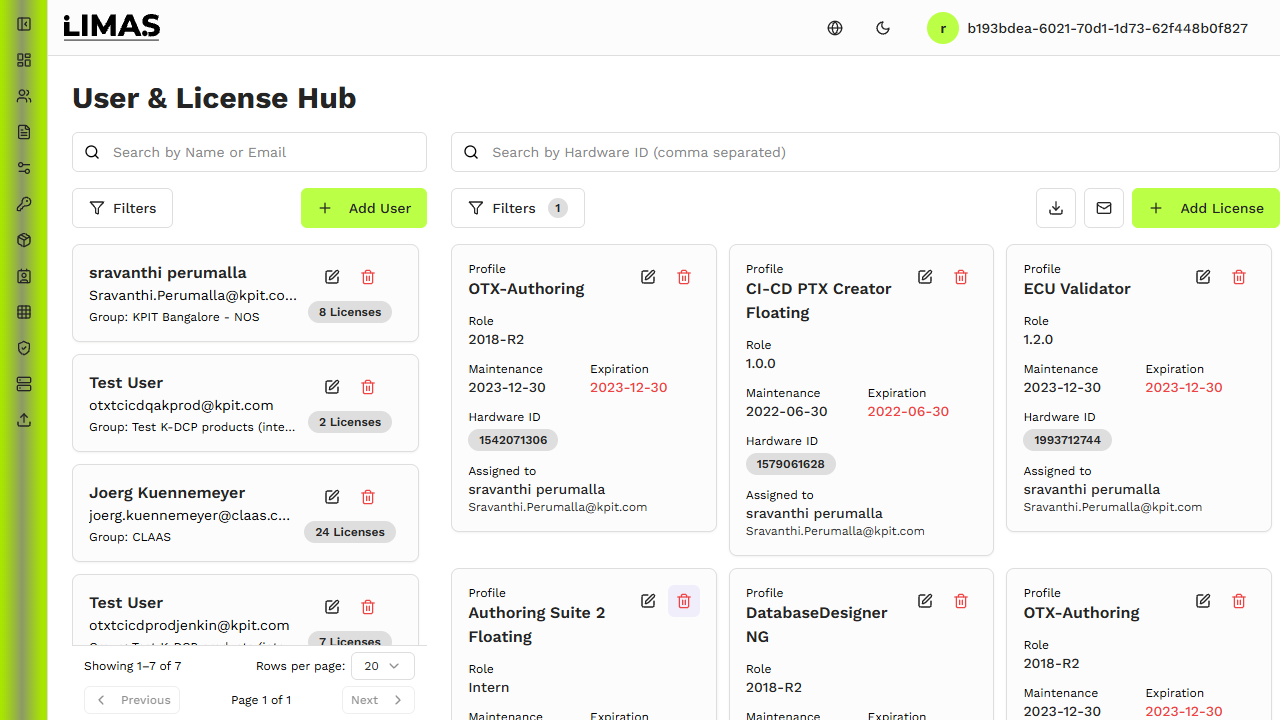 LIMAS
r
b193bdea-6021-70d1-1d73-62f448b0f827
User & License Hub
Search by Name or Email
Search by Hardware ID (comma separated)
Filters
Add User
Filters
1
Add License
sravanthi perumalla
Sravanthi.Perumalla@kpit.co...
Group: KPIT Bangalore - NOS
8 Licenses
Test User
otxtcicdqakprod@kpit.com
Group: Test K-DCP products (inte...
2 Licenses
Joerg Kuennemeyer
joerg.kuennemeyer@claas.c...
Group: CLAAS
24 Licenses
Test User
otxtcicdprodjenkin@kpit.com
Group: Test K-DCP products (inte...
7 Licenses
Showing 1–7 of 7
Rows per page:
20
Previous
Page 1 of 1
Next
Profile
OTX-Authoring
Role
2018-R2
Maintenance
Expiration
2023-12-30
2023-12-30
Hardware ID
1542071306
Assigned to
sravanthi perumalla
Sravanthi.Perumalla@kpit.com
Profile
CI-CD PTX Creator
Floating
Role
1.0.0
Maintenance
Expiration
2022-06-30
2022-06-30
Hardware ID
1579061628
Assigned to
sravanthi perumalla
Sravanthi.Perumalla@kpit.com
Profile
ECU Validator
Role
1.2.0
Maintenance
Expiration
2023-12-30
2023-12-30
Hardware ID
1993712744
Assigned to
sravanthi perumalla
Sravanthi.Perumalla@kpit.com
Profile
Authoring Suite 2
Floating
Role
Intern
Maintenance
Expiration
Profile
DatabaseDesigner
NG
Role
2018-R2
Maintenance
Expiration
Profile
OTX-Authoring
Role
2018-R2
Maintenance
Expiration
2023-12-30
2023-12-30